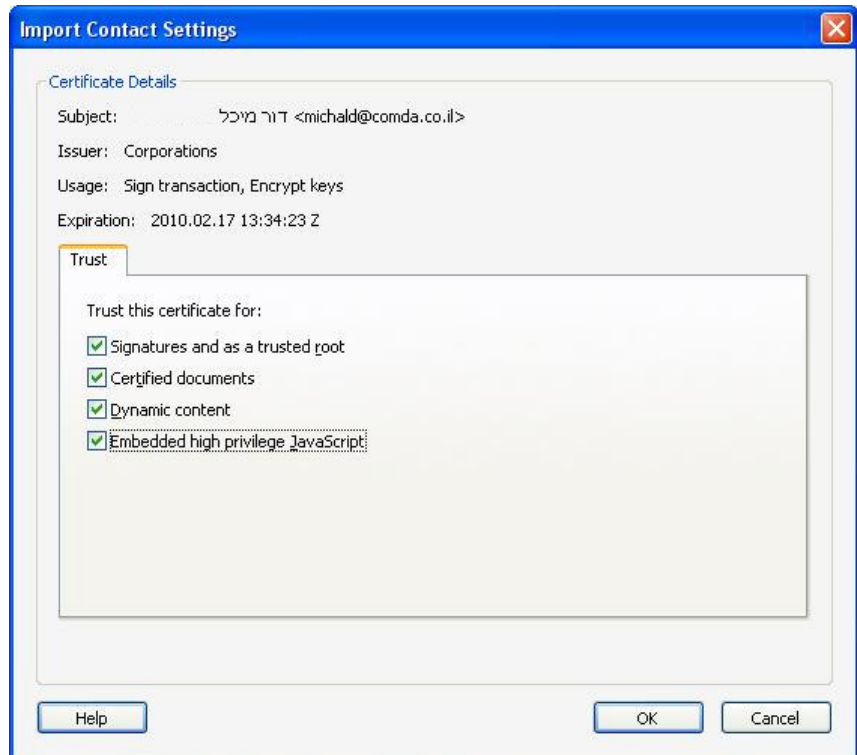 Import Contact Settings
Certificate Details
Subject: דור מיכל <michald@comda.co.il>
Issuer: Corporations
Usage: Sign transaction, Encrypt keys
Expiration: 2010.02.17 13:34:23 Z
Trust
Trust this certificate for:
Signatures and as a trusted root
Certified documents
Dynamic content
Embedded high privilege JavaScript
Help OK Cancel